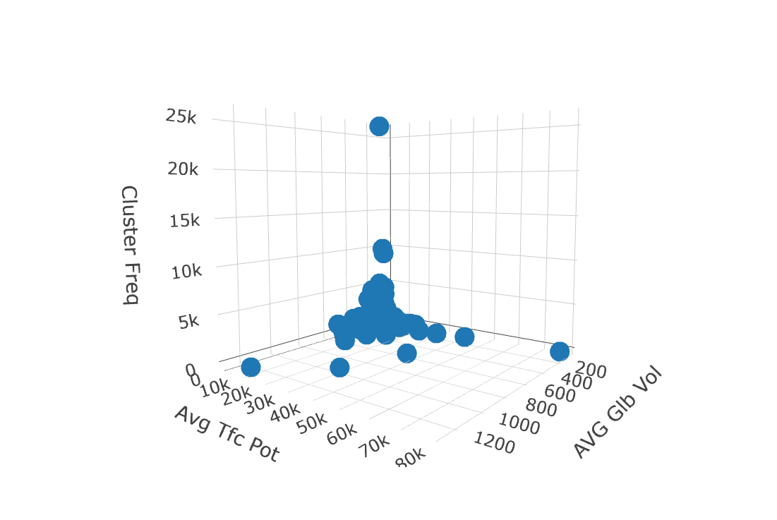 25k
20k
15k
10k
5k
0
Cluster Freq
0
10k
20k
30k
40k
50k
60k
70k
80k
Avg Tfc Pot
200
400
600
800
1000
1200
AVG Glb Vol